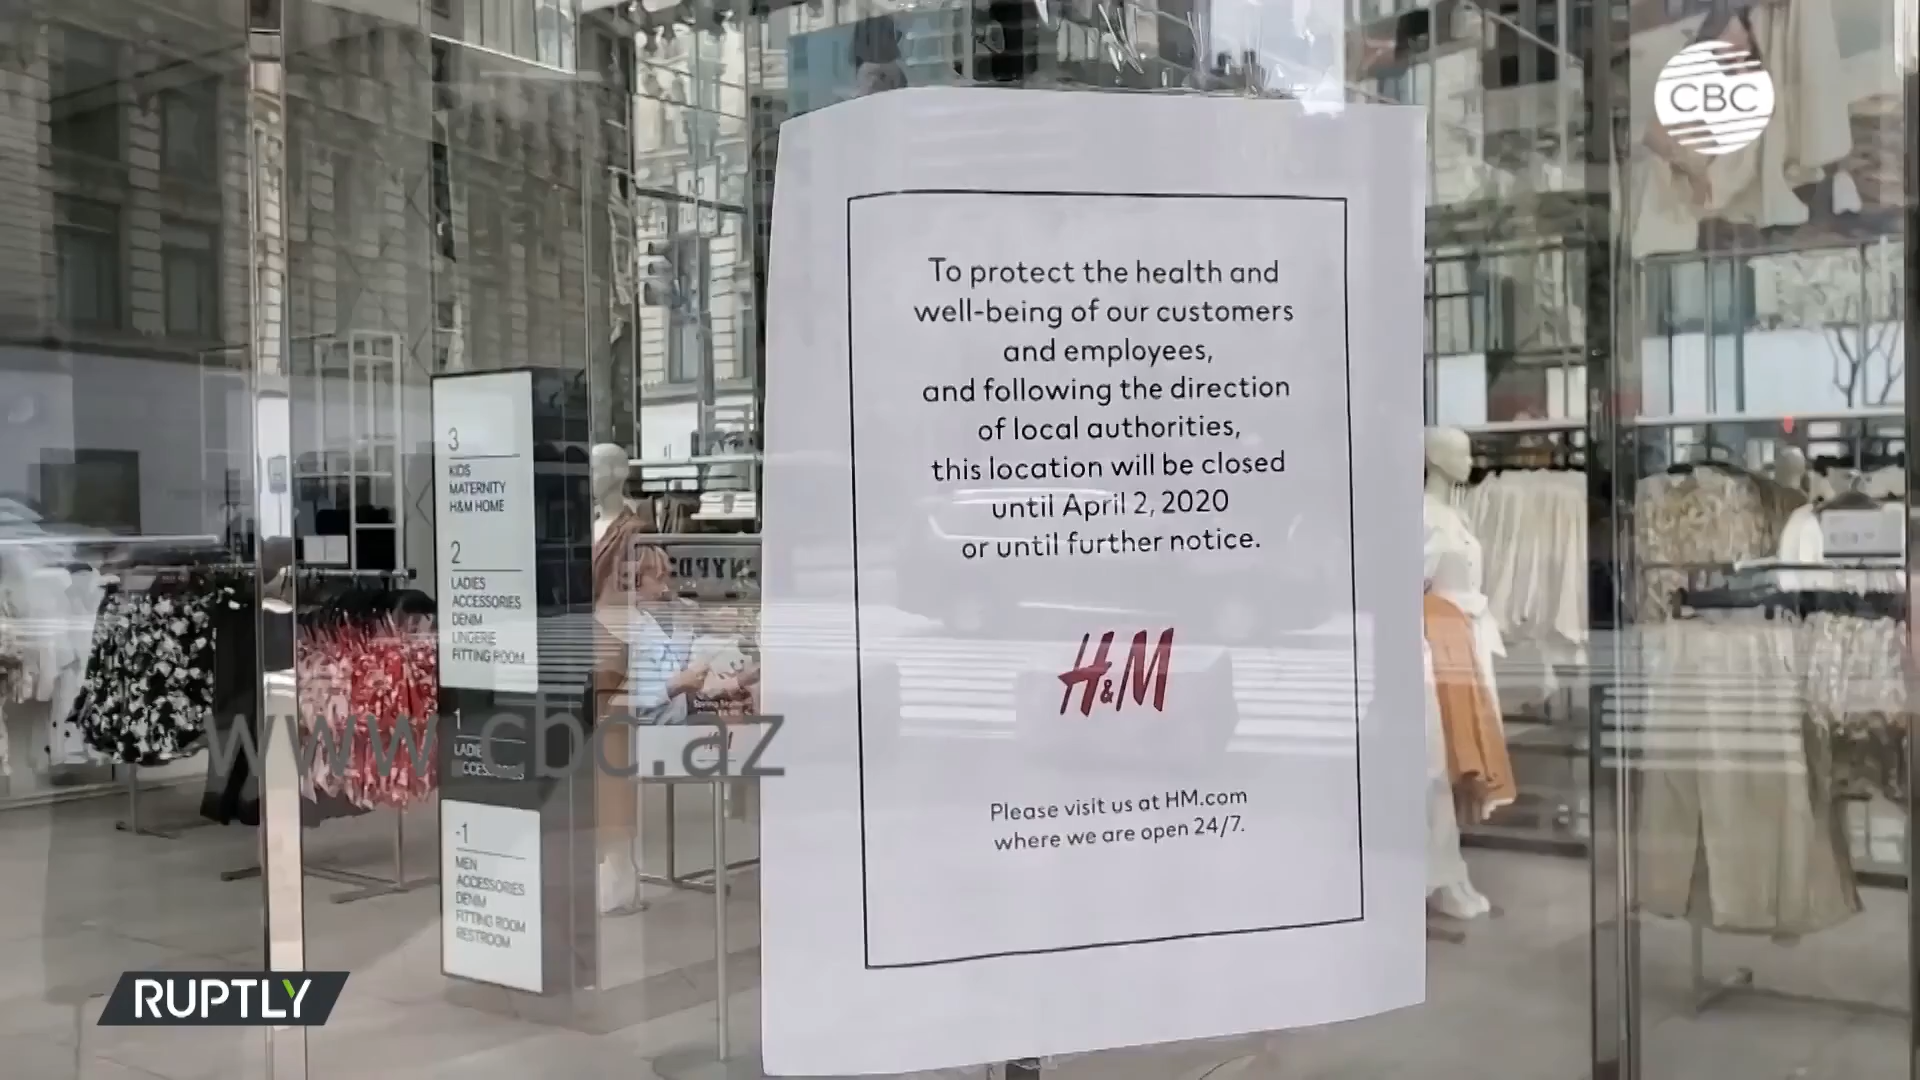 CBC
To protect the health and
well-being of our customers
and employees,
and following the direction
of local authorities,
this location will be closed
until April 2, 2020
or until further notice.
H&M
Please visit us at HM.com
where we are open 24/7.
3
KIDS
MATERNITY
H&M HOME
2
LADIES
ACCESSORIES
DENIM
LINGERIE
FITTING ROOM
1
LADIES
ACCESSORIES
-1
MEN
ACCESSORIES
DENIM
FITTING ROOM
RESTROOM
NYPD
www.cbc.az
RUPTLY